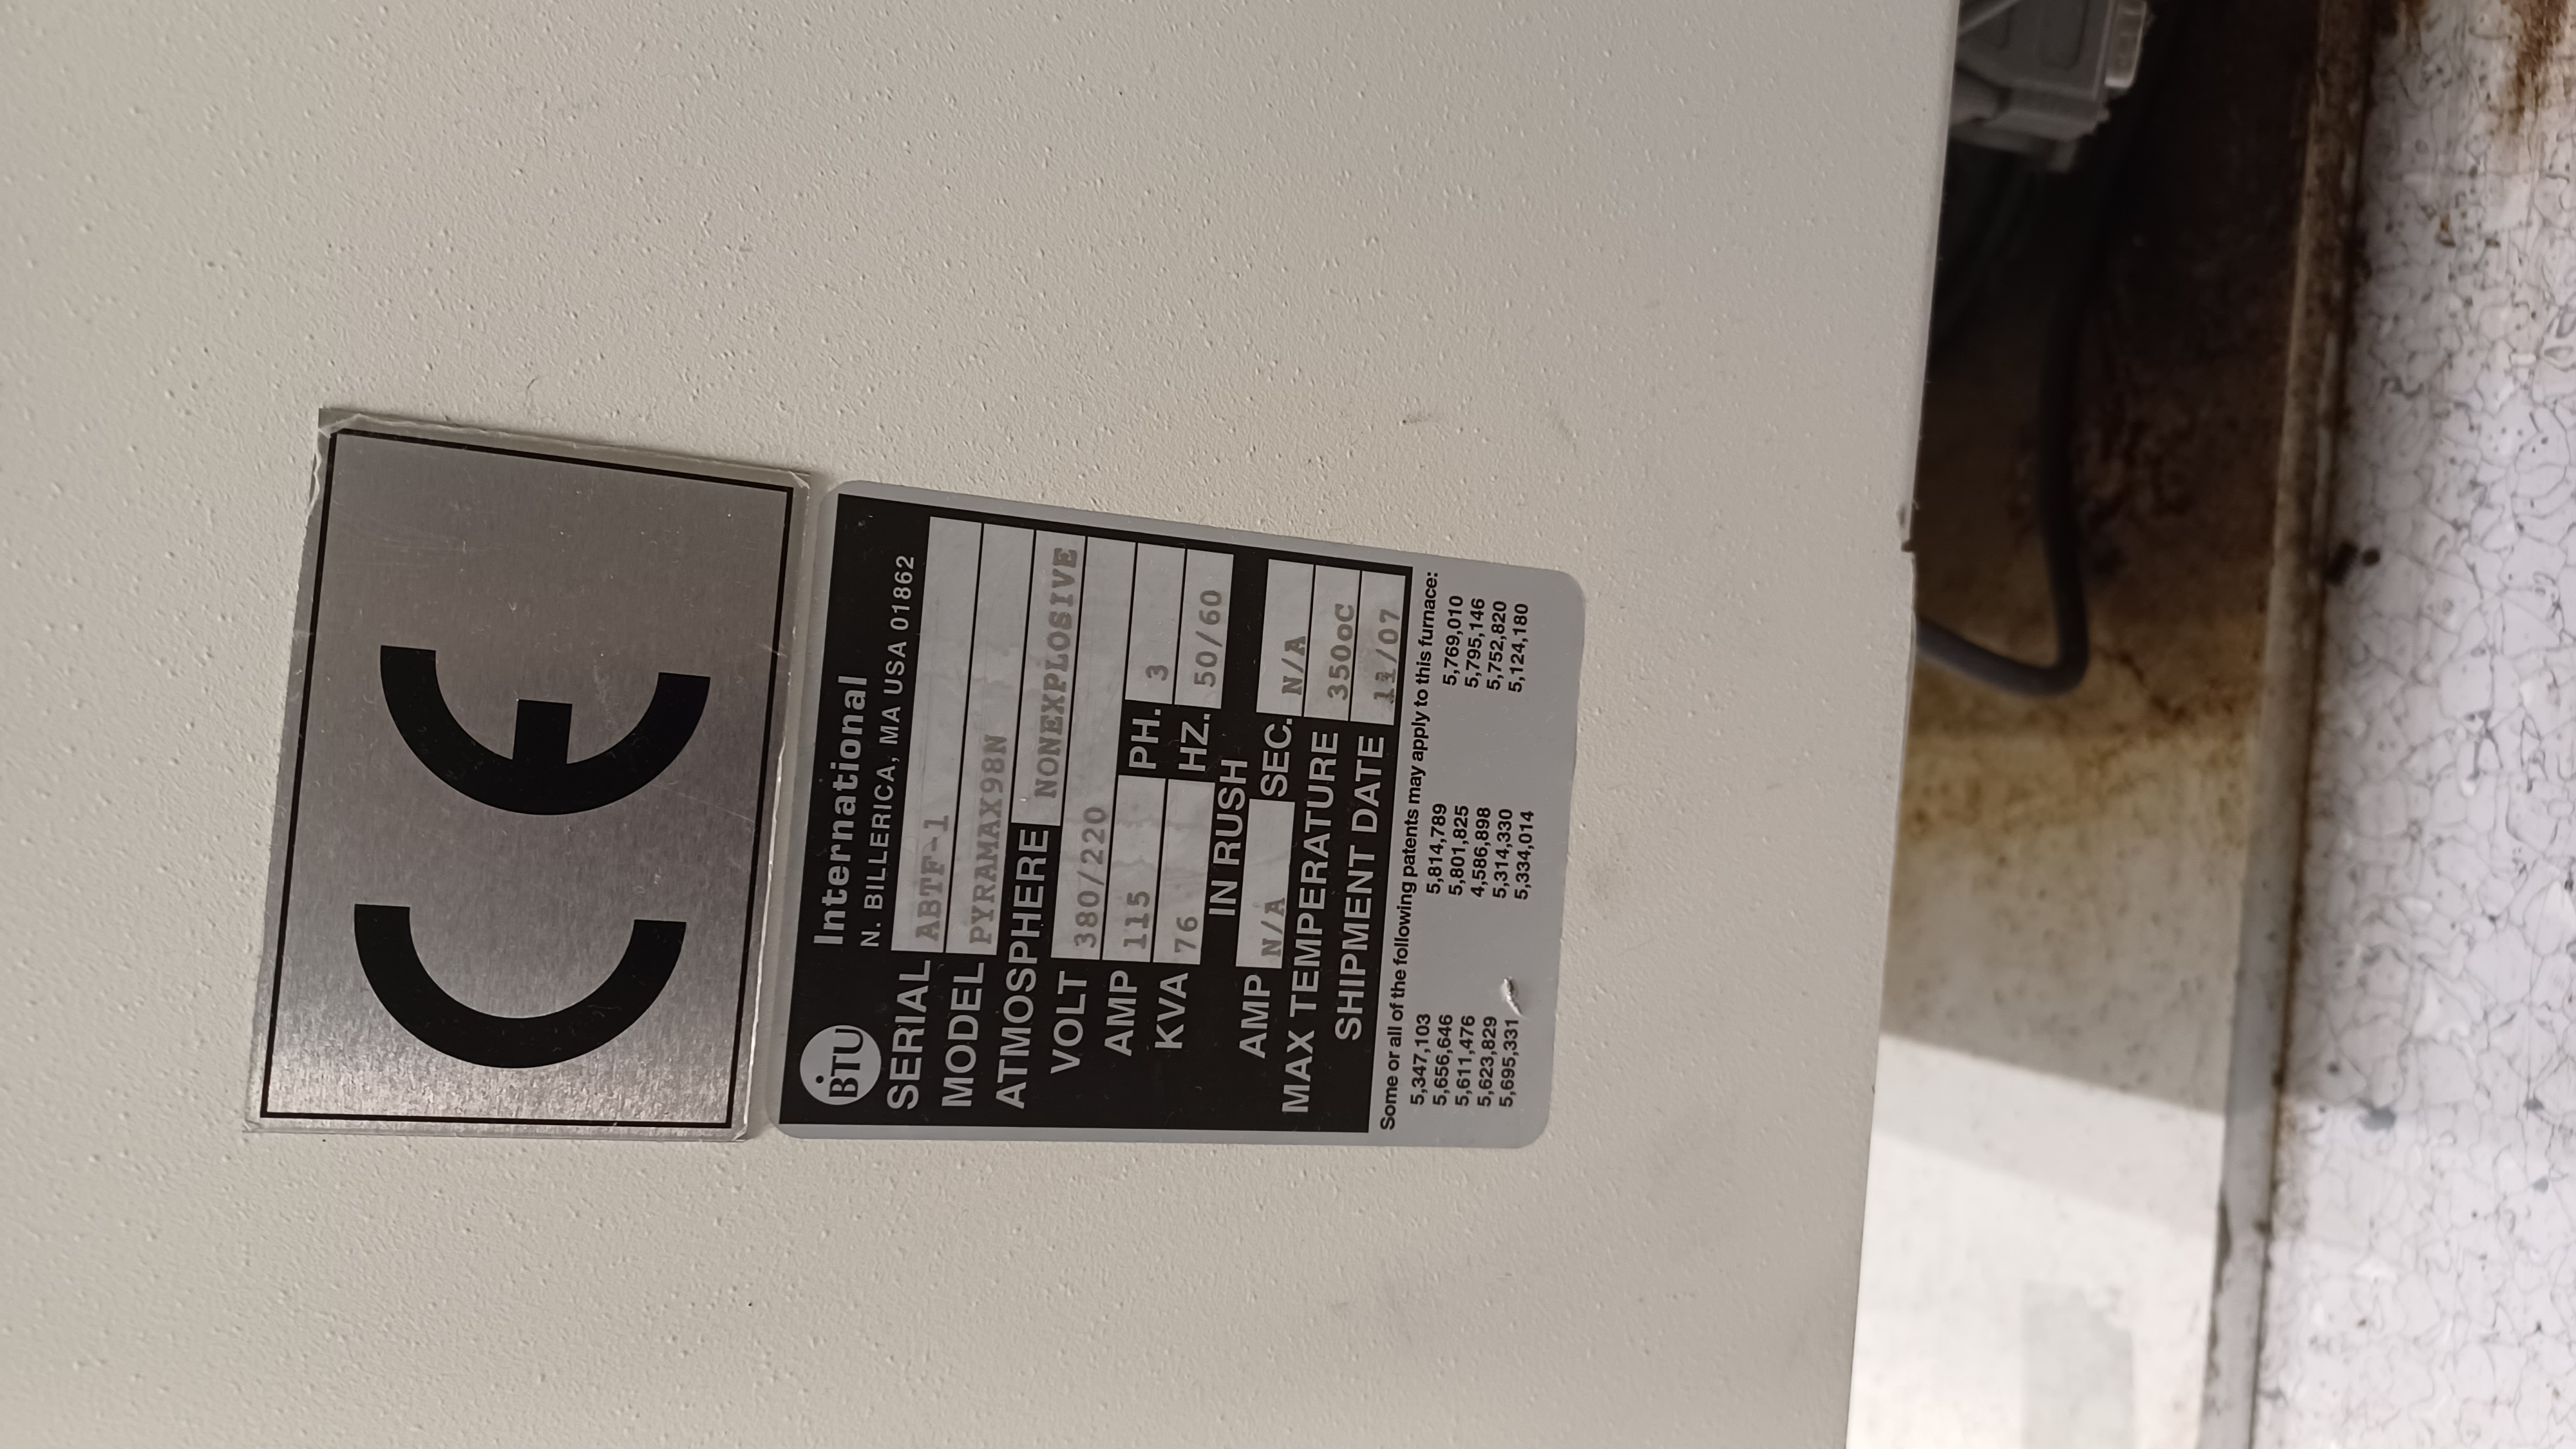 CE
BTU International
N. BILLERICA, MA USA 01862
SERIAL ABTF-1
MODEL PYRAMAX98N
ATMOSPHERE NONEXPLOSIVE
VOLT 380/220
AMP 115 PH. 3
KVA 76 HZ. 50/60
IN RUSH
AMP N/A SEC. N/A
MAX TEMPERATURE 350oC
SHIPMENT DATE 11/07
Some or all of the following patents may apply to this furnace:
5,347,103 5,814,789 5,769,010
5,656,646 5,801,825 5,795,146
5,611,476 4,586,898 5,752,820
5,623,829 5,314,330 5,124,180
5,695,331 5,334,014